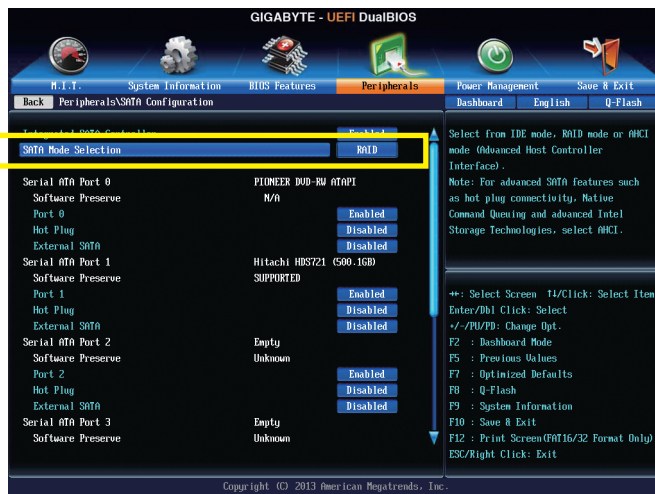 GIGABYTE - UEFI DualBIOS
M.I.T. System Information BIOS Features Peripherals Power Management Save & Exit
Back Peripherals\SATA Configuration Dashboard English Q-Flash
Integrated SATA Controller Enabled
SATA Mode Selection RAID
Serial ATA Port 0 PIONEER DVD-RW ATAPI
Software Preserve N/A
Port 0 Enabled
Hot Plug Disabled
External SATA Disabled
Serial ATA Port 1 Hitachi HDS721 (500.1GB)
Software Preserve SUPPORTED
Port 1 Enabled
Hot Plug Disabled
External SATA Disabled
Serial ATA Port 2 Empty
Software Preserve Unknown
Port 2 Enabled
Hot Plug Disabled
External SATA Disabled
Serial ATA Port 3 Empty
Software Preserve Unknown
Select from IDE mode, RAID mode or AHCI
mode (Advanced Host Controller
Interface).
Note: For advanced SATA features such
as hot plug connectivity, Native
Command Queuing and advanced Intel
Storage Technologies, select AHCI.
↔: Select Screen ↑↓/Click: Select Item
Enter/Dbl Click: Select
+/-/PU/PD: Change Opt.
F2 : Dashboard Mode
F5 : Previous Values
F7 : Optimized Defaults
F8 : Q-Flash
F9 : System Information
F10 : Save & Exit
F12 : Print Screen(FAT16/32 Format Only)
ESC/Right Click: Exit
Copyright (C) 2013 American Megatrends, Inc.